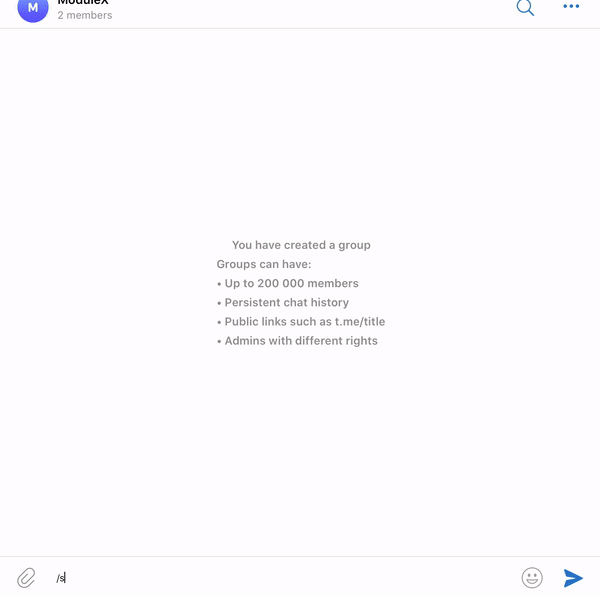 M
ModuleX
2 members
You have created a group
Groups can have:
• Up to 200 000 members
• Persistent chat history
• Public links such as t.me/title
• Admins with different rights
/s